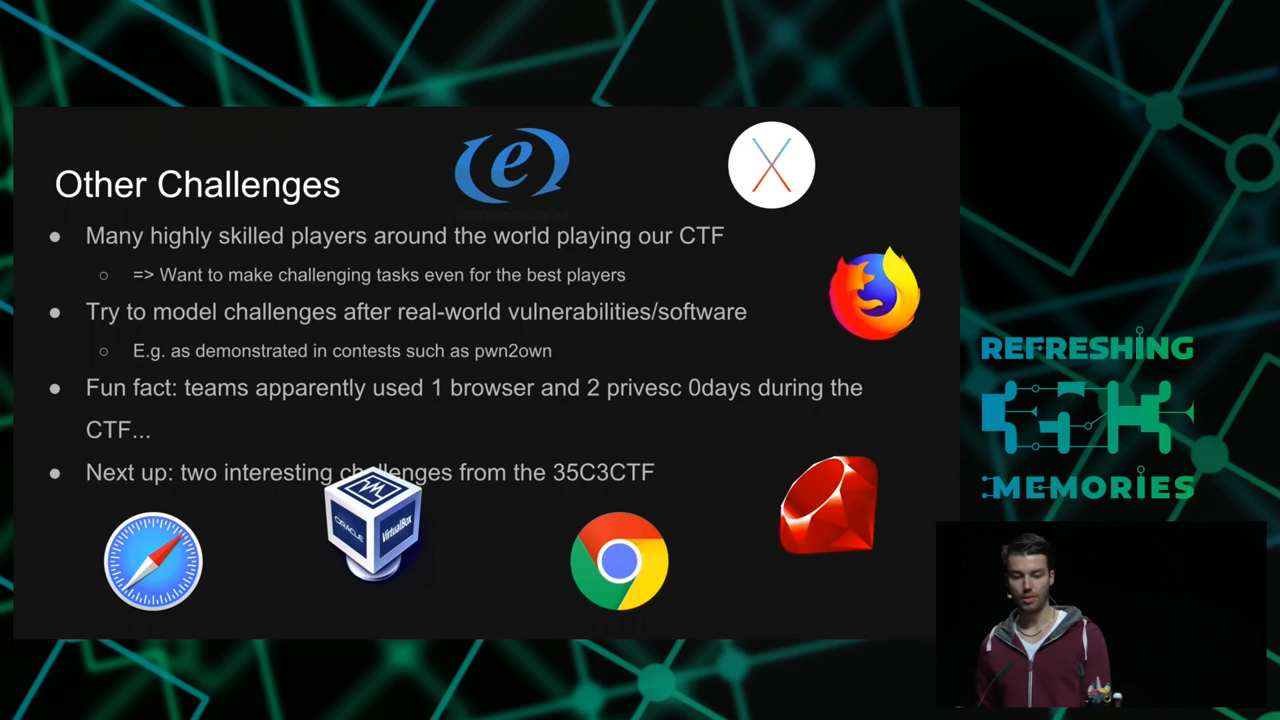 Other Challenges
● Many highly skilled players around the world playing our CTF
○ => Want to make challenging tasks even for the best players
● Try to model challenges after real-world vulnerabilities/software
○ E.g. as demonstrated in contests such as pwn2own
● Fun fact: teams apparently used 1 browser and 2 privesc 0days during the
CTF...
● Next up: two interesting challenges from the 35C3CTF
ORACLE
VirtualBox
REFRESHING
35C3
MEMORIES